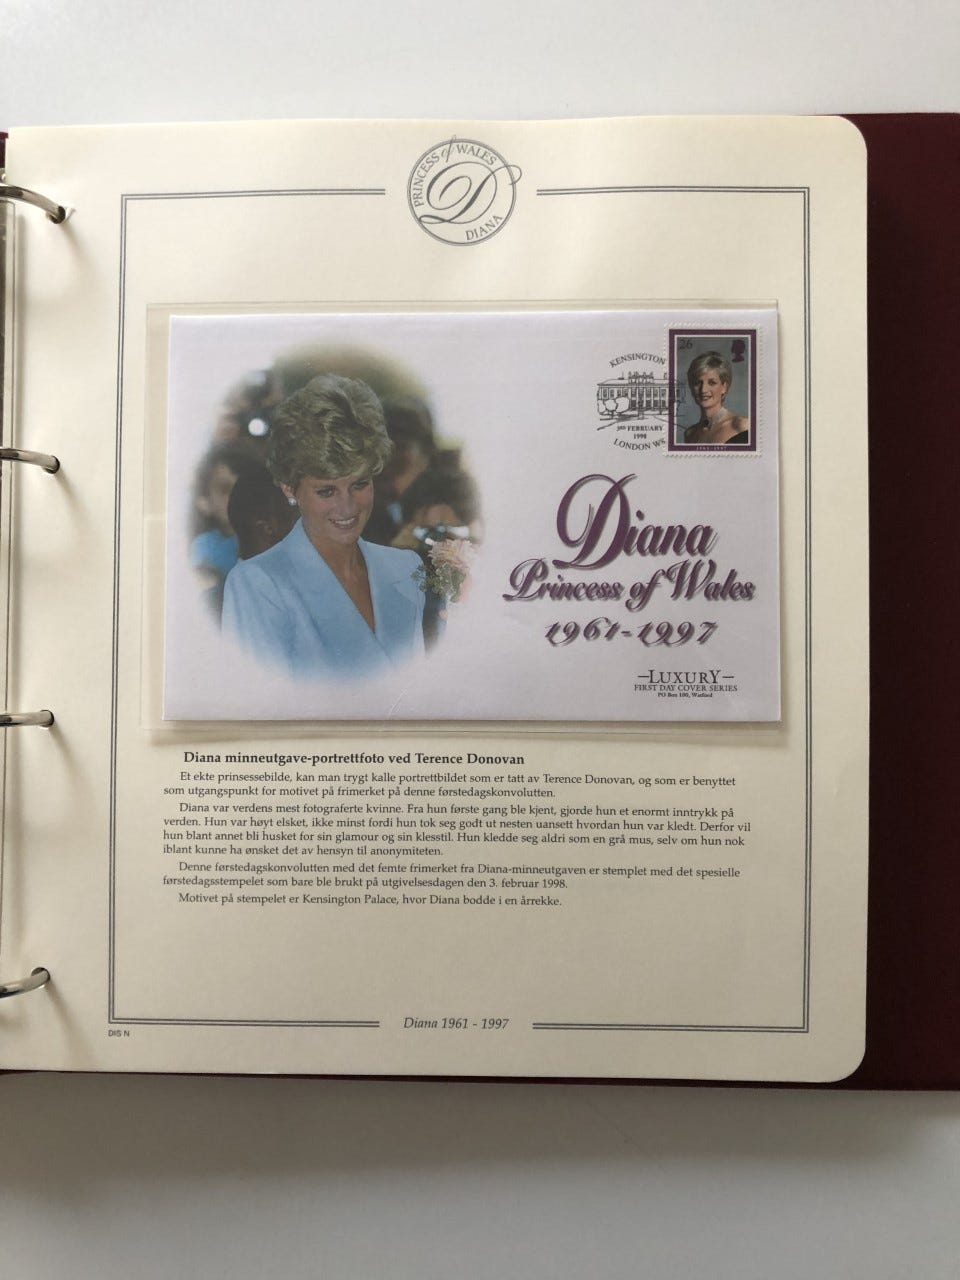 PRINCESS of WALES
D
DIANA
26
KENSINGTON
3RD FEBRUARY
1998
LONDON W8
1961-1997
Diana
Princess of Wales
1961-1997
LUXURY
FIRST DAY COVER SERIES
PO Box 100, Watford
Diana minneutgave-portrettfoto ved Terence Donovan
Et ekte prinsessebilde, kan man trygt kalle portrettbildet som er tatt av Terence Donovan, og som er benyttet
som utgangspunkt for motivet på frimerket på denne førstedagskonvolutten.
Diana var verdens mest fotograferte kvinne. Fra hun første gang ble kjent, gjorde hun et enormt inntrykk på
verden. Hun var høyt elsket, ikke minst fordi hun tok seg godt ut nesten uansett hvordan hun var kledt. Derfor vil
hun blant annet bli husket for sin glamour og sin klesstil. Hun kledde seg aldri som en grå mus, selv om hun nok
iblant kunne ha ønsket det av hensyn til anonymiteten.
Denne førstedagskonvolutten med det femte frimerket fra Diana-minneutgaven er stemplet med det spesielle
førstedagsstempelet som bare ble brukt på utgivelsesdagen den 3. februar 1998.
Motivet på stempelet er Kensington Palace, hvor Diana bodde i en årrekke.
Diana 1961 - 1997
DIS N